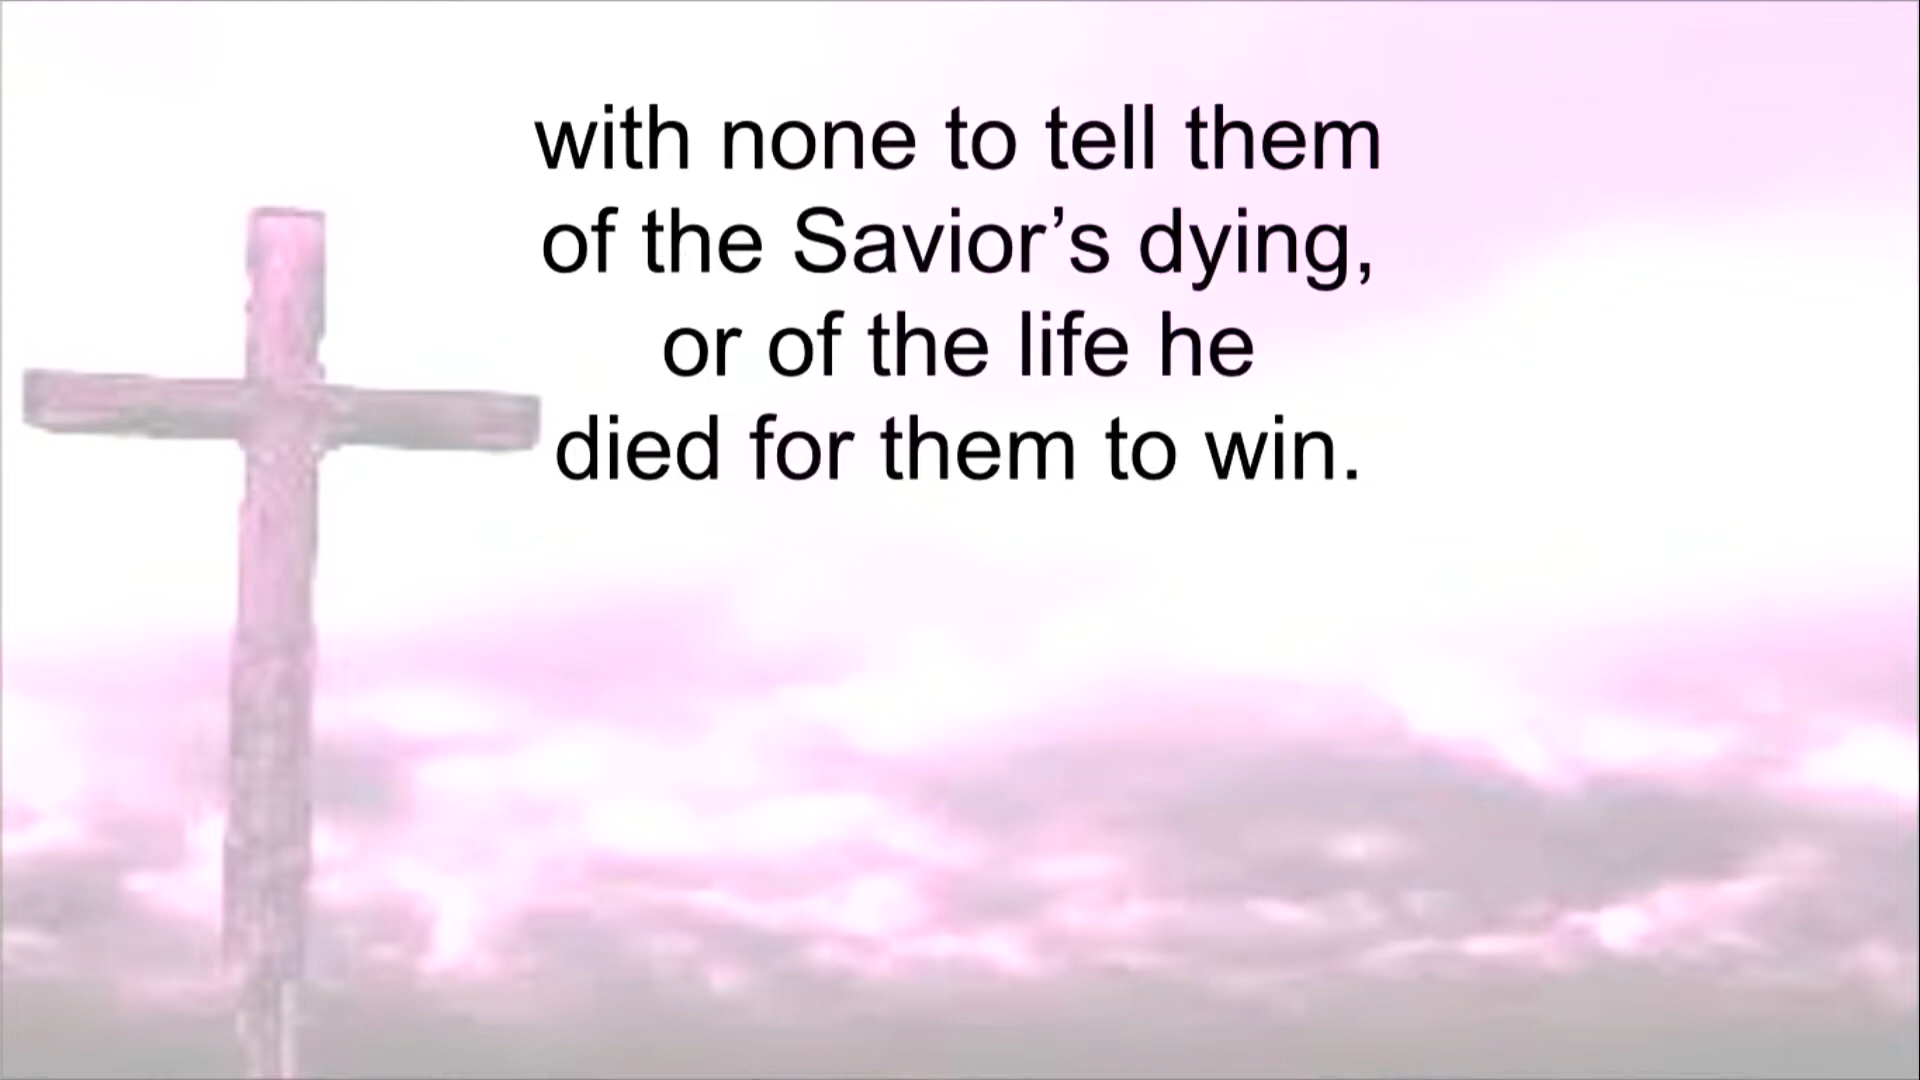 with none to tell them
of the Savior’s dying,
or of the life he
died for them to win.